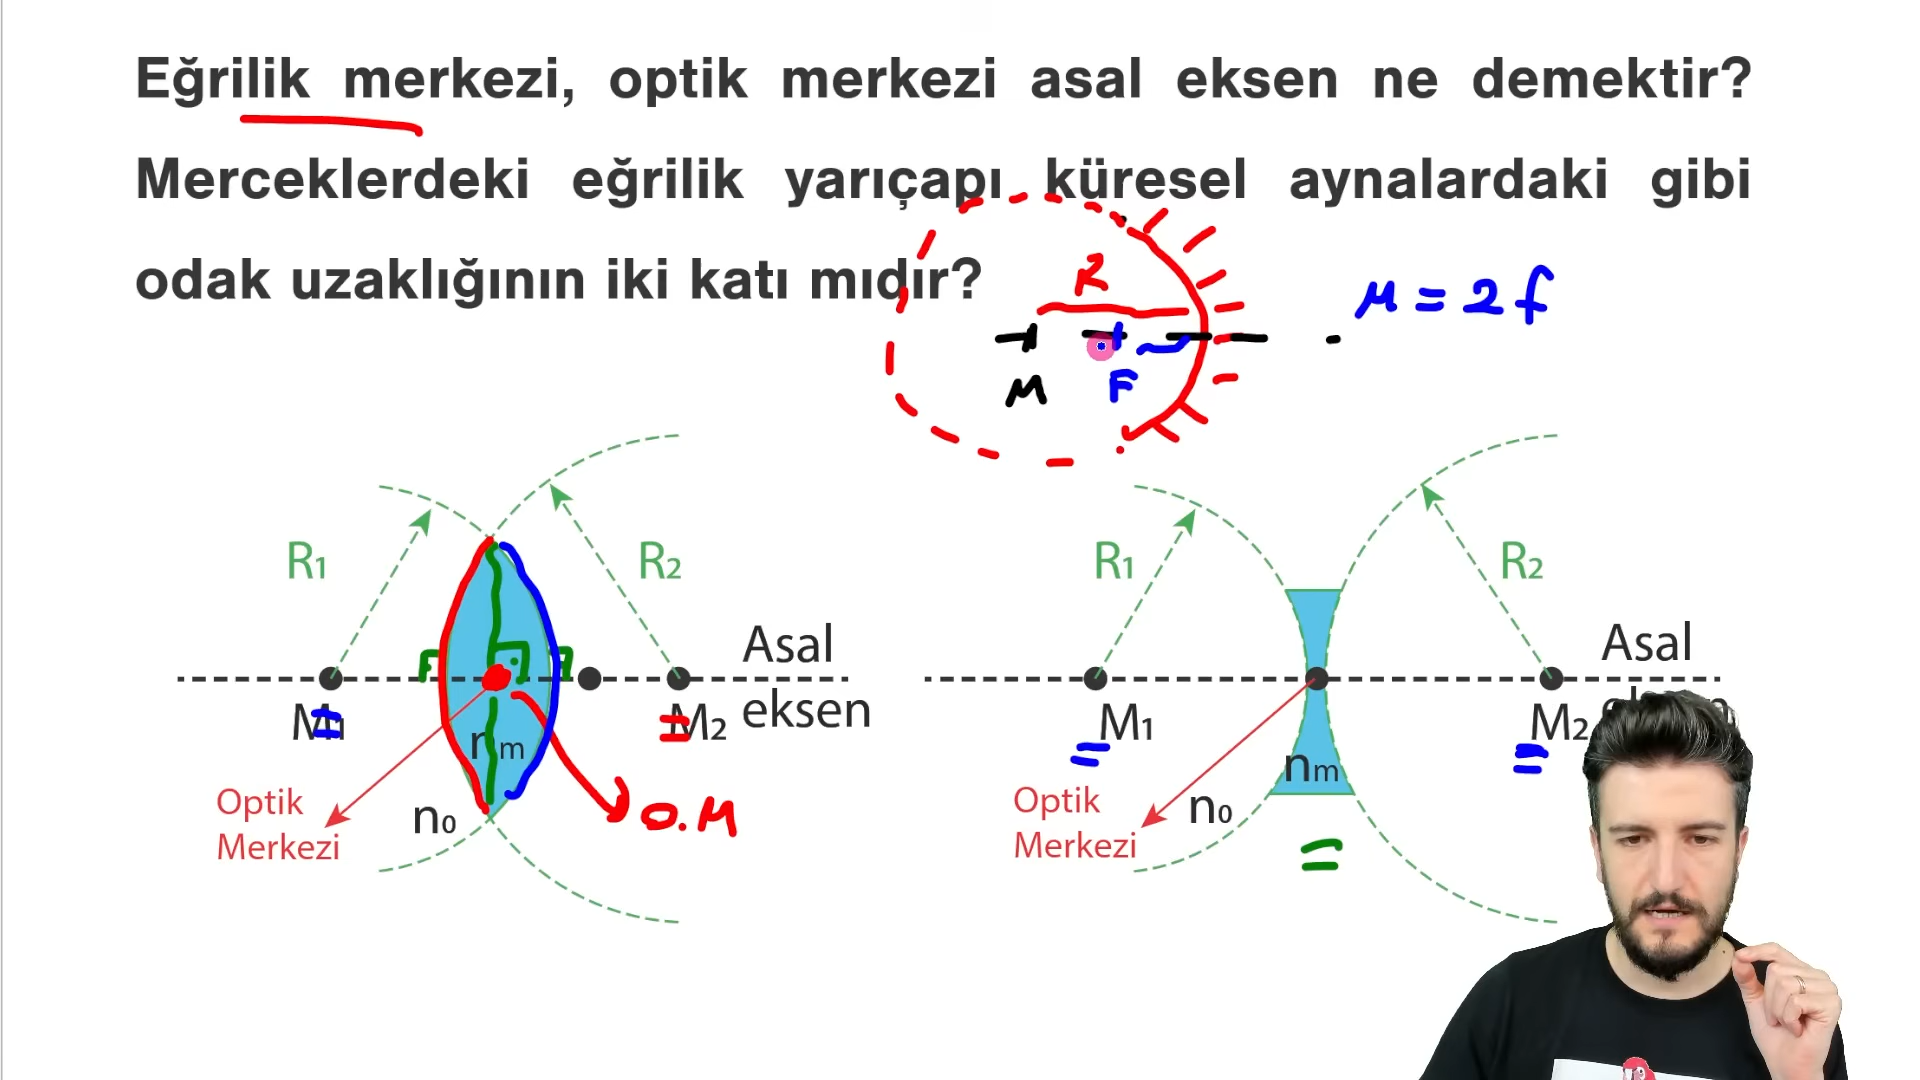 Eğrilik merkezi, optik merkezi asal eksen ne demektir?
Merceklerdeki eğrilik yarıçapı küresel aynalardaki gibi
odak uzaklığının iki katı mıdır?
R
M = 2f
M
F
R1
R2
Asal
eksen
M1
M2
nm
n0
Optik
Merkezi
O.M
R1
R2
Asal
M1
M2
nm
n0
Optik
Merkezi